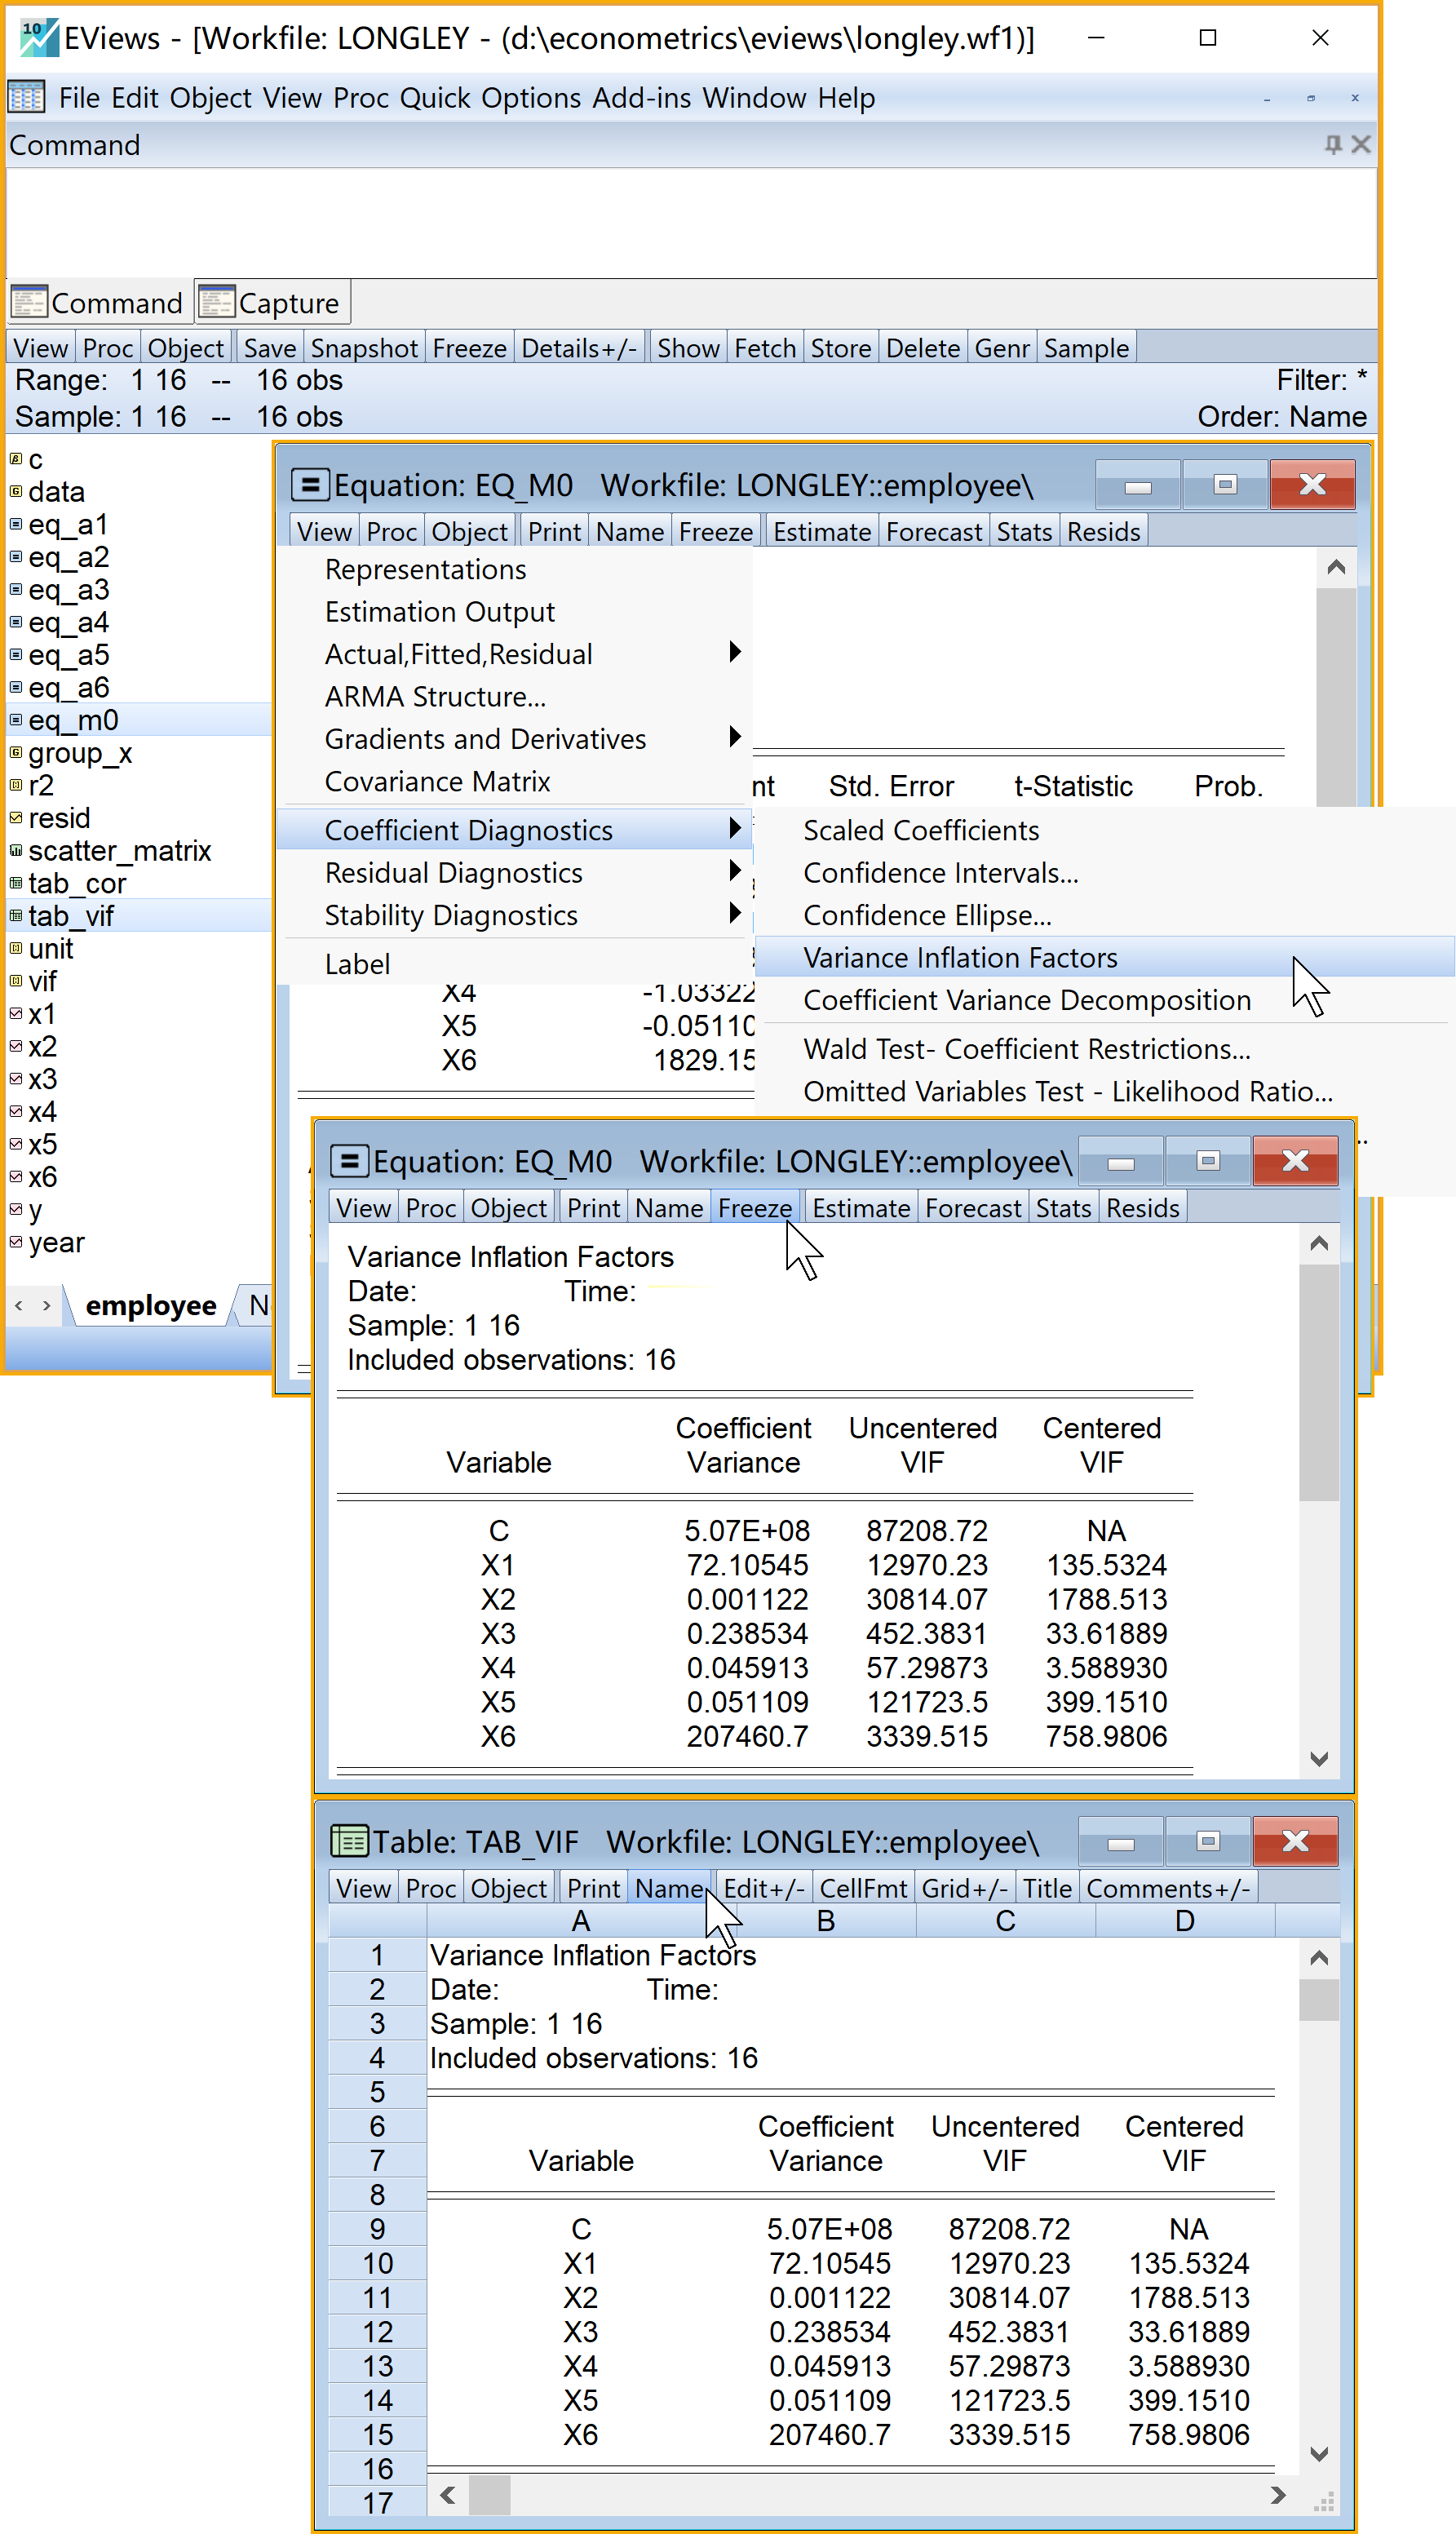 10 EViews - [Workfile: LONGLEY - (d:\econometrics\eviews\longley.wf1)]
File Edit Object View Proc Quick Options Add-ins Window Help
Command
Command Capture
View Proc Object Save Snapshot Freeze Details+/- Show Fetch Store Delete Genr Sample
Range: 1 16 -- 16 obs Filter: *
Sample: 1 16 -- 16 obs Order: Name
c
data
eq_a1
eq_a2
eq_a3
eq_a4
eq_a5
eq_a6
eq_m0
group_x
r2
resid
scatter_matrix
tab_cor
tab_vif
unit
vif
x1
x2
x3
x4
x5
x6
y
year
employee
Equation: EQ_M0 Workfile: LONGLEY::employee\
View Proc Object Print Name Freeze Estimate Forecast Stats Resids
Representations
Estimation Output
Actual,Fitted,Residual
ARMA Structure...
Gradients and Derivatives
Covariance Matrix
Coefficient Diagnostics
Residual Diagnostics
Stability Diagnostics
Label
nt Std. Error t-Statistic Prob.
Scaled Coefficients
Confidence Intervals...
Confidence Ellipse...
Variance Inflation Factors
Coefficient Variance Decomposition
Wald Test- Coefficient Restrictions...
Omitted Variables Test - Likelihood Ratio...
X4 -1.03322
X5 -0.05110
X6 1829.15
Equation: EQ_M0 Workfile: LONGLEY::employee\
View Proc Object Print Name Freeze Estimate Forecast Stats Resids
Variance Inflation Factors
Date: Time:
Sample: 1 16
Included observations: 16
Coefficient Uncentered Centered
Variable Variance VIF VIF
C 5.07E+08 87208.72 NA
X1 72.10545 12970.23 135.5324
X2 0.001122 30814.07 1788.513
X3 0.238534 452.3831 33.61889
X4 0.045913 57.29873 3.588930
X5 0.051109 121723.5 399.1510
X6 207460.7 3339.515 758.9806
Table: TAB_VIF Workfile: LONGLEY::employee\
View Proc Object Print Name Edit+/- CellFmt Grid+/- Title Comments+/-
A B C D
1 Variance Inflation Factors
2 Date: Time:
3 Sample: 1 16
4 Included observations: 16
5
6 Coefficient Uncentered Centered
7 Variable Variance VIF VIF
8
9 C 5.07E+08 87208.72 NA
10 X1 72.10545 12970.23 135.5324
11 X2 0.001122 30814.07 1788.513
12 X3 0.238534 452.3831 33.61889
13 X4 0.045913 57.29873 3.588930
14 X5 0.051109 121723.5 399.1510
15 X6 207460.7 3339.515 758.9806
16
17